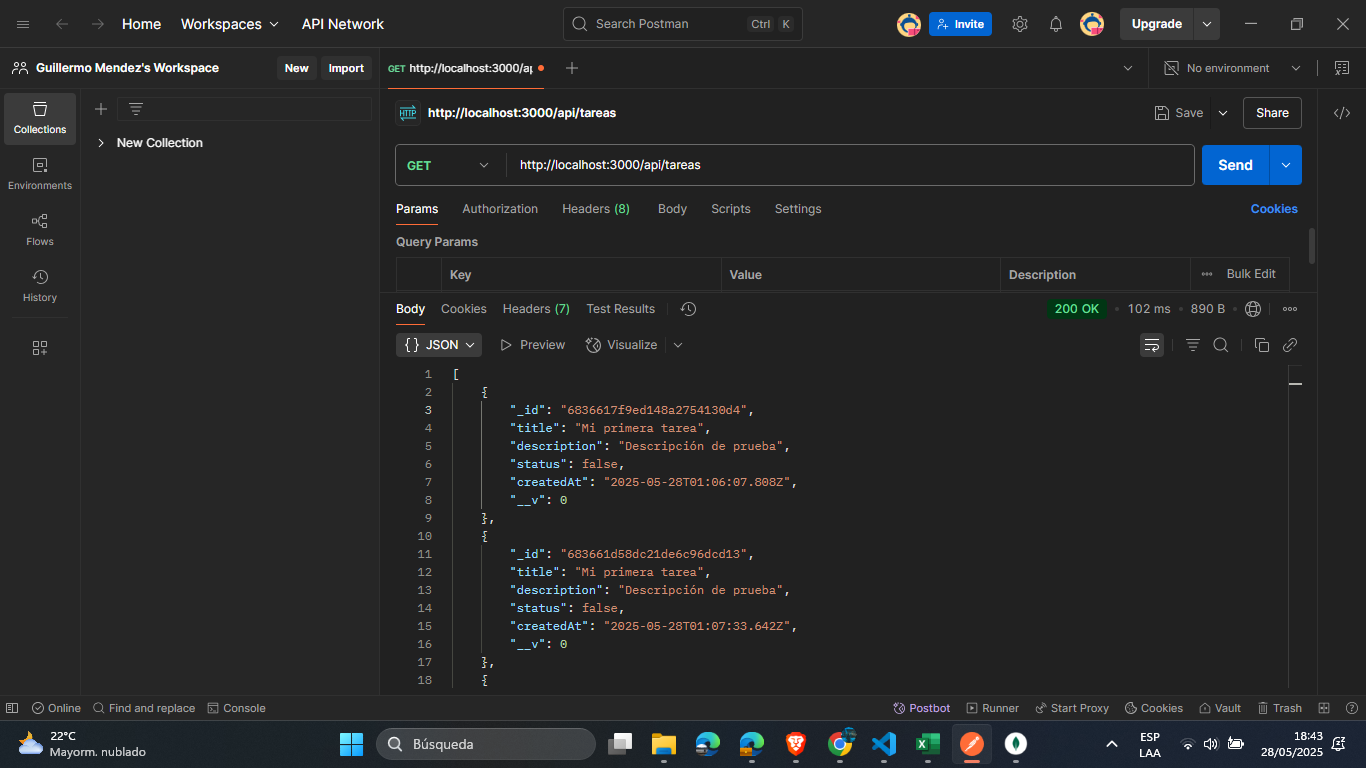 Home Workspaces API Network Search Postman Ctrl K Invite Upgrade
Guillermo Mendez's Workspace New Import GET http://localhost:3000/ap No environment
Collections
Environments
Flows
History
New Collection
HTTP http://localhost:3000/api/tareas Save Share
GET http://localhost:3000/api/tareas Send
Params Authorization Headers (8) Body Scripts Settings Cookies
Query Params
Key Value Description Bulk Edit
Body Cookies Headers (7) Test Results 200 OK • 102 ms • 890 B
{} JSON Preview Visualize
1 [
2 {
3 "_id": "6836617f9ed148a2754130d4",
4 "title": "Mi primera tarea",
5 "description": "Descripción de prueba",
6 "status": false,
7 "createdAt": "2025-05-28T01:06:07.808Z",
8 "__v": 0
9 },
10 {
11 "_id": "683661d58dc21de6c96dcd13",
12 "title": "Mi primera tarea",
13 "description": "Descripción de prueba",
14 "status": false,
15 "createdAt": "2025-05-28T01:07:33.642Z",
16 "__v": 0
17 },
18 {
Online Find and replace Console Postbot Runner Start Proxy Cookies Vault Trash
22°C
Mayorm. nublado
Búsqueda
ESP
LAA
18:43
28/05/2025